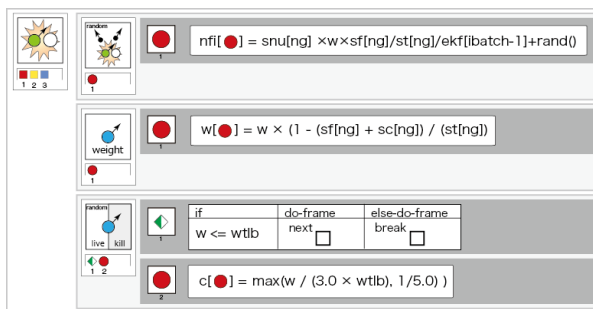 random
1
nfi[ ] = snu[ng] ×w×sf[ng]/st[ng]/ekf[ibatch-1]+rand()
1 2 3
1
weight
1
w[ ] = w × (1 - (sf[ng] + sc[ng]) / (st[ng])
1
random
live kill
1
if do-frame else-do-frame
w <= wtlb next break
1 2
2
c[ ] = max(w / (3.0 × wtlb), 1/5.0) )